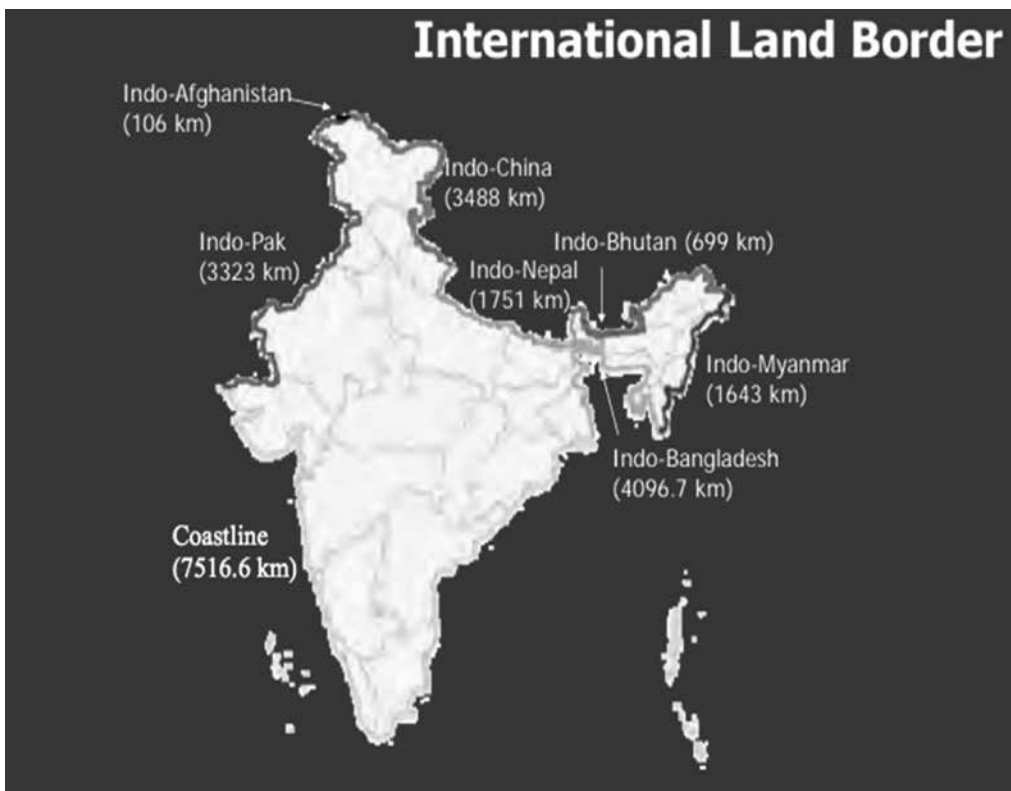 International Land Border
Indo-Afghanistan
(106 km)
Indo-China
(3488 km)
Indo-Pak
(3323 km)
Indo-Bhutan (699 km)
Indo-Nepal
(1751 km)
Indo-Myanmar
(1643 km)
Indo-Bangladesh
(4096.7 km)
Coastline
(7516.6 km)